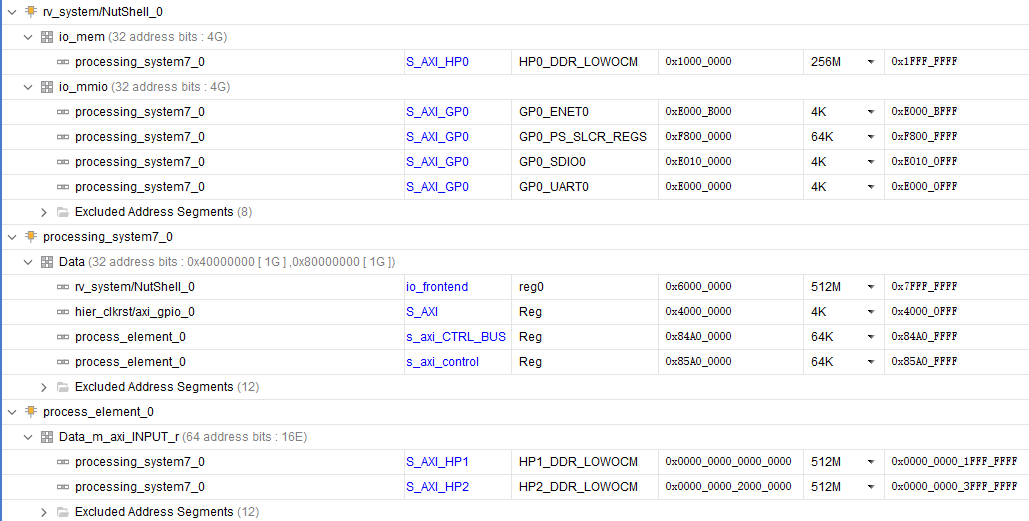 rv_system/NutShell_0
io_mem (32 address bits : 4G)
processing_system7_0 S_AXI_HP0 HP0_DDR_LOWOCM 0x1000_0000 256M 0x1FFF_FFFF
io_mmio (32 address bits : 4G)
processing_system7_0 S_AXI_GP0 GP0_ENET0 0xE000_B000 4K 0xE000_BFFF
processing_system7_0 S_AXI_GP0 GP0_PS_SLCR_REGS 0xF800_0000 64K 0xF800_FFFF
processing_system7_0 S_AXI_GP0 GP0_SDIO0 0xE010_0000 4K 0xE010_0FFF
processing_system7_0 S_AXI_GP0 GP0_UART0 0xE000_0000 4K 0xE000_0FFF
Excluded Address Segments (8)
processing_system7_0
Data (32 address bits : 0x40000000 [ 1G ] ,0x80000000 [ 1G ])
rv_system/NutShell_0 io_frontend reg0 0x6000_0000 512M 0x7FFF_FFFF
hier_clkrst/axi_gpio_0 S_AXI Reg 0x4000_0000 4K 0x4000_0FFF
process_element_0 s_axi_CTRL_BUS Reg 0x84A0_0000 64K 0x84A0_FFFF
process_element_0 s_axi_control Reg 0x85A0_0000 64K 0x85A0_FFFF
Excluded Address Segments (12)
process_element_0
Data_m_axi_INPUT_r (64 address bits : 16E)
processing_system7_0 S_AXI_HP1 HP1_DDR_LOWOCM 0x0000_0000_0000_0000 512M 0x0000_0000_1FFF_FFFF
processing_system7_0 S_AXI_HP2 HP2_DDR_LOWOCM 0x0000_0000_2000_0000 512M 0x0000_0000_3FFF_FFFF
Excluded Address Segments (12)